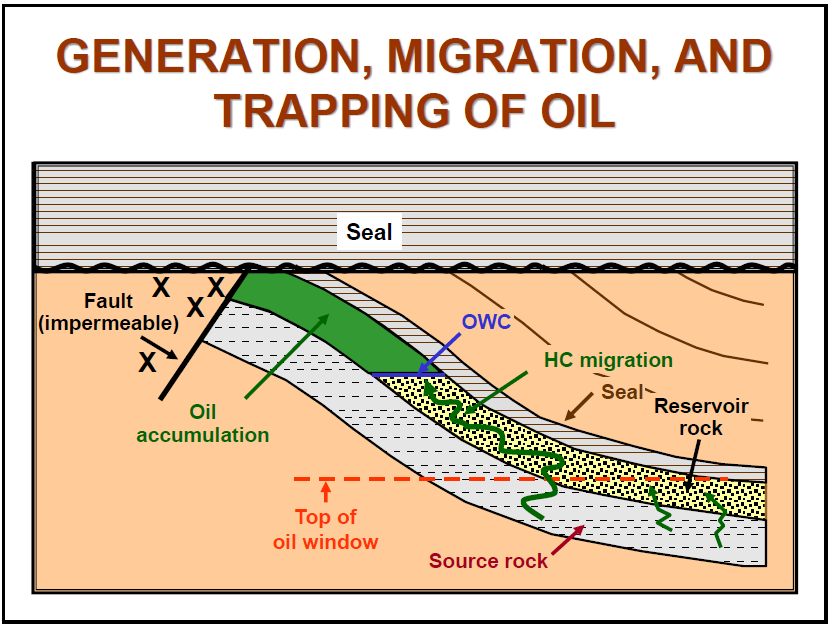 GENERATION, MIGRATION, AND
TRAPPING OF OIL
Seal
X
X
X
Fault
(impermeable)
X
OWC
HC migration
Seal
Reservoir
rock
Oil
accumulation
Top of
oil window
Source rock